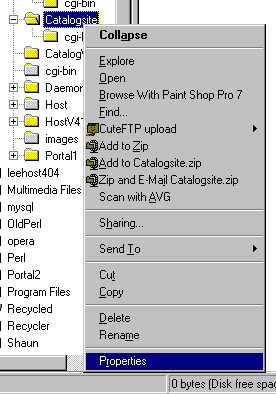 cgi-bin
Catalogsite
cgi-l
CatalogV
cgi-bin
Daemor
Host
HostV41
images
Portal1
leehost404
Multimedia Files
mysql
OldPerl
opera
Perl
Portal2
Program Files
Recycled
Recycler
Shaun
Collapse
Explore
Open
Browse With Paint Shop Pro 7
Find...
CuteFTP upload
Add to Zip
Add to Catalogsite.zip
Zip and E-Mail Catalogsite.zip
Scan with AVG
Sharing...
Send To
Cut
Copy
Delete
Rename
Properties
0 bytes (Disk free space